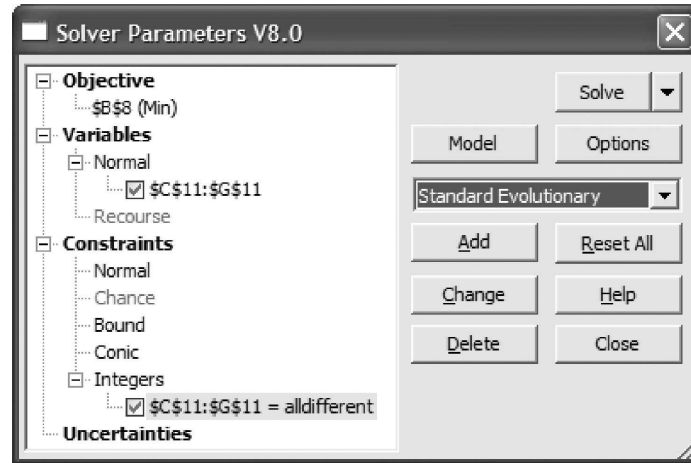 Solver Parameters V8.0
Objective
$B$8 (Min)
Variables
Normal
$C$11:$G$11
Recourse
Constraints
Normal
Chance
Bound
Conic
Integers
$C$11:$G$11 = alldifferent
Uncertainties
Solve
Model Options
Standard Evolutionary
Add Reset All
Change Help
Delete Close